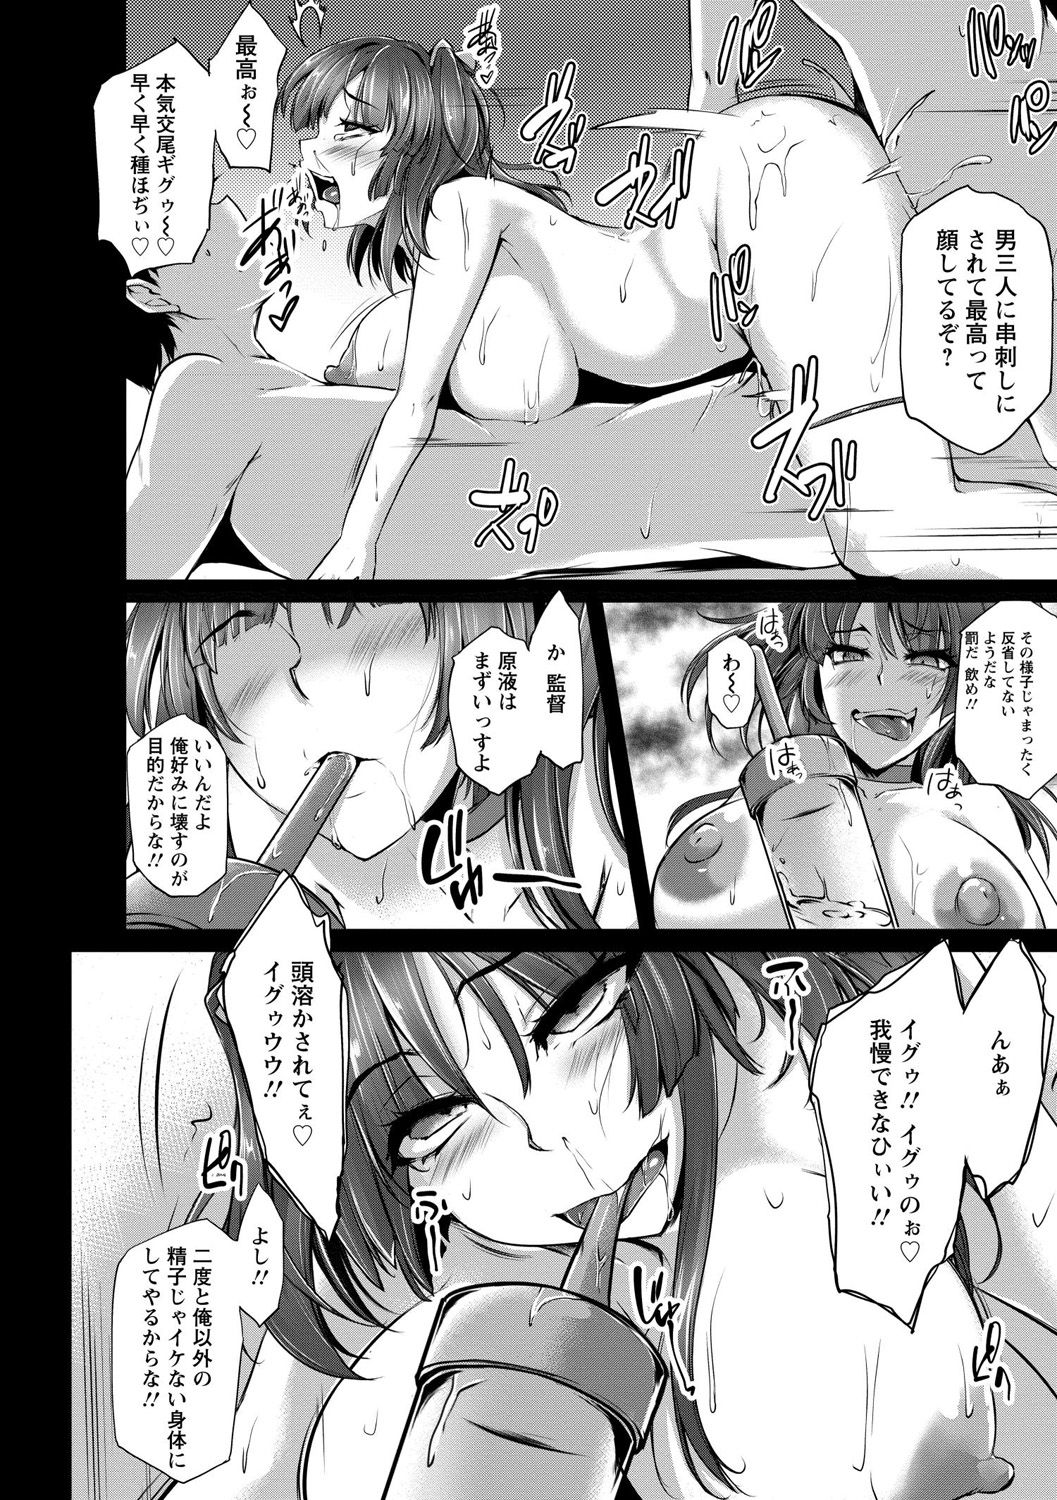 男三人に串刺しに
されて最高って
顔してるぞ？
最高ぉ〜♡
本気交尾ギグゥ〜♡
早く早く種ほぢぃ♡
その様子じゃまったく
反省してない
ようだな
罰だ 飲め!!
わ〜♡
か 監督
原液は
まずいっすよ
いいんだよ
俺好みに壊すのが
目的だからな!!
んあぁ
イグゥ!! イグゥのぉ♡
我慢できなひぃい!!
頭溶かされてぇ♡
イグゥウウ!!
よし!!
二度と俺以外の
精子じゃイケない身体に
してやるからな!!